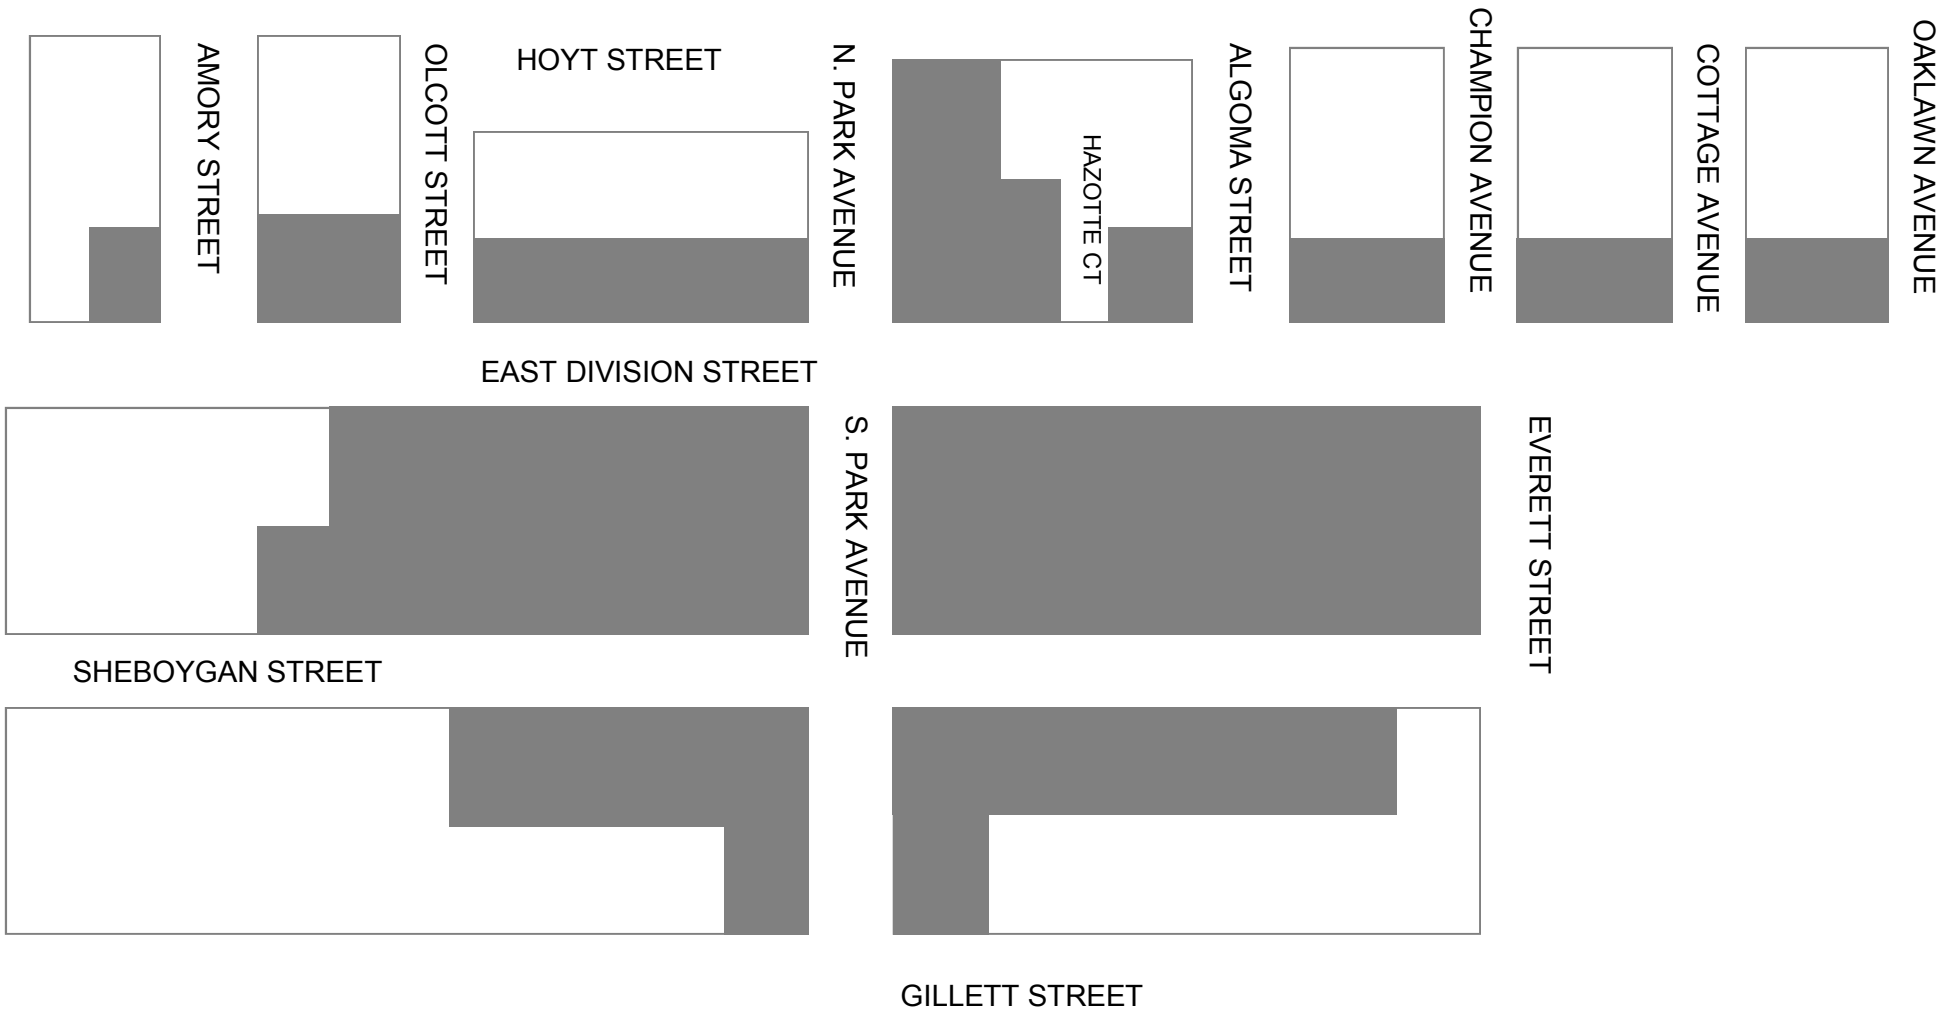 AMORY STREET
OLCOTT STREET
HOYT STREET
N. PARK AVENUE
HAZOTTE CT
ALGOMA STREET
CHAMPION AVENUE
COTTAGE AVENUE
OAKLAWN AVENUE
EAST DIVISION STREET
S. PARK AVENUE
EVERETT STREET
SHEBOYGAN STREET
GILLETT STREET